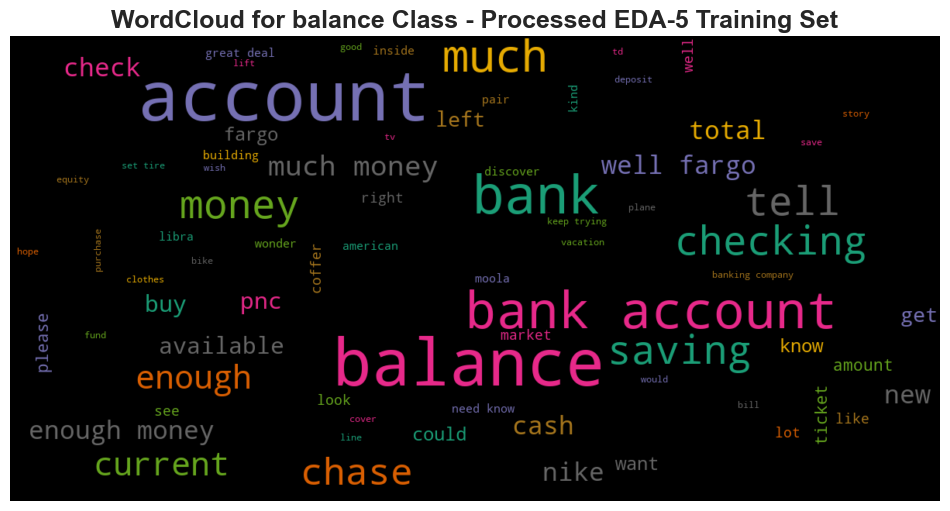 WordCloud for balance Class - Processed EDA-5 Training Set
great deal
good
inside
much
td
well
check
lift
deposit
account
pair
kind
left
story
fargo
tv
total
save
building
much money
well fargo
set tire
wish
discover
equity
money
right
bank
plane
tell
keep trying
libra
wonder
american
vacation
checking
hope
purchase
bike
coffer
clothes
moola
banking company
buy
pnc
bank account
get
please
fund
market
available
balance
saving
know
enough
would
amount
look
see
need know
bill
new
cover
ticket
like
enough money
line
could
cash
lot
current
chase
nike
want